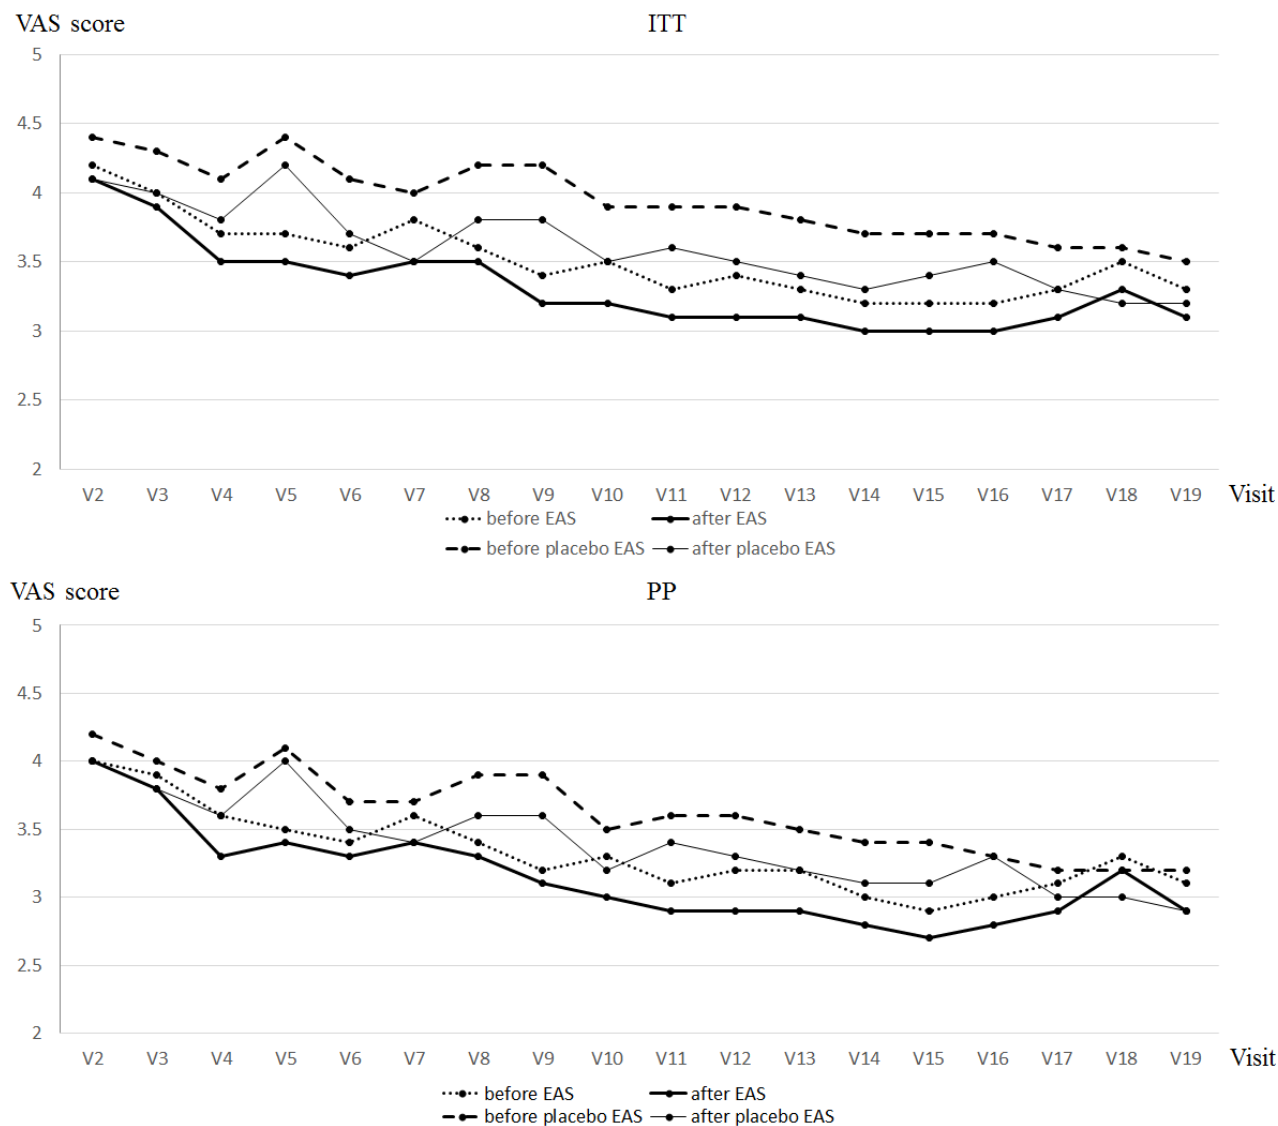 VAS score
ITT
5
4.5
4
3.5
3
2.5
2
V2 V3 V4 V5 V6 V7 V8 V9 V10 V11 V12 V13 V14 V15 V16 V17 V18 V19 Visit
before EAS after EAS
before placebo EAS after placebo EAS
VAS score
PP
5
4.5
4
3.5
3
2.5
2
V2 V3 V4 V5 V6 V7 V8 V9 V10 V11 V12 V13 V14 V15 V16 V17 V18 V19 Visit
before EAS after EAS
before placebo EAS after placebo EAS